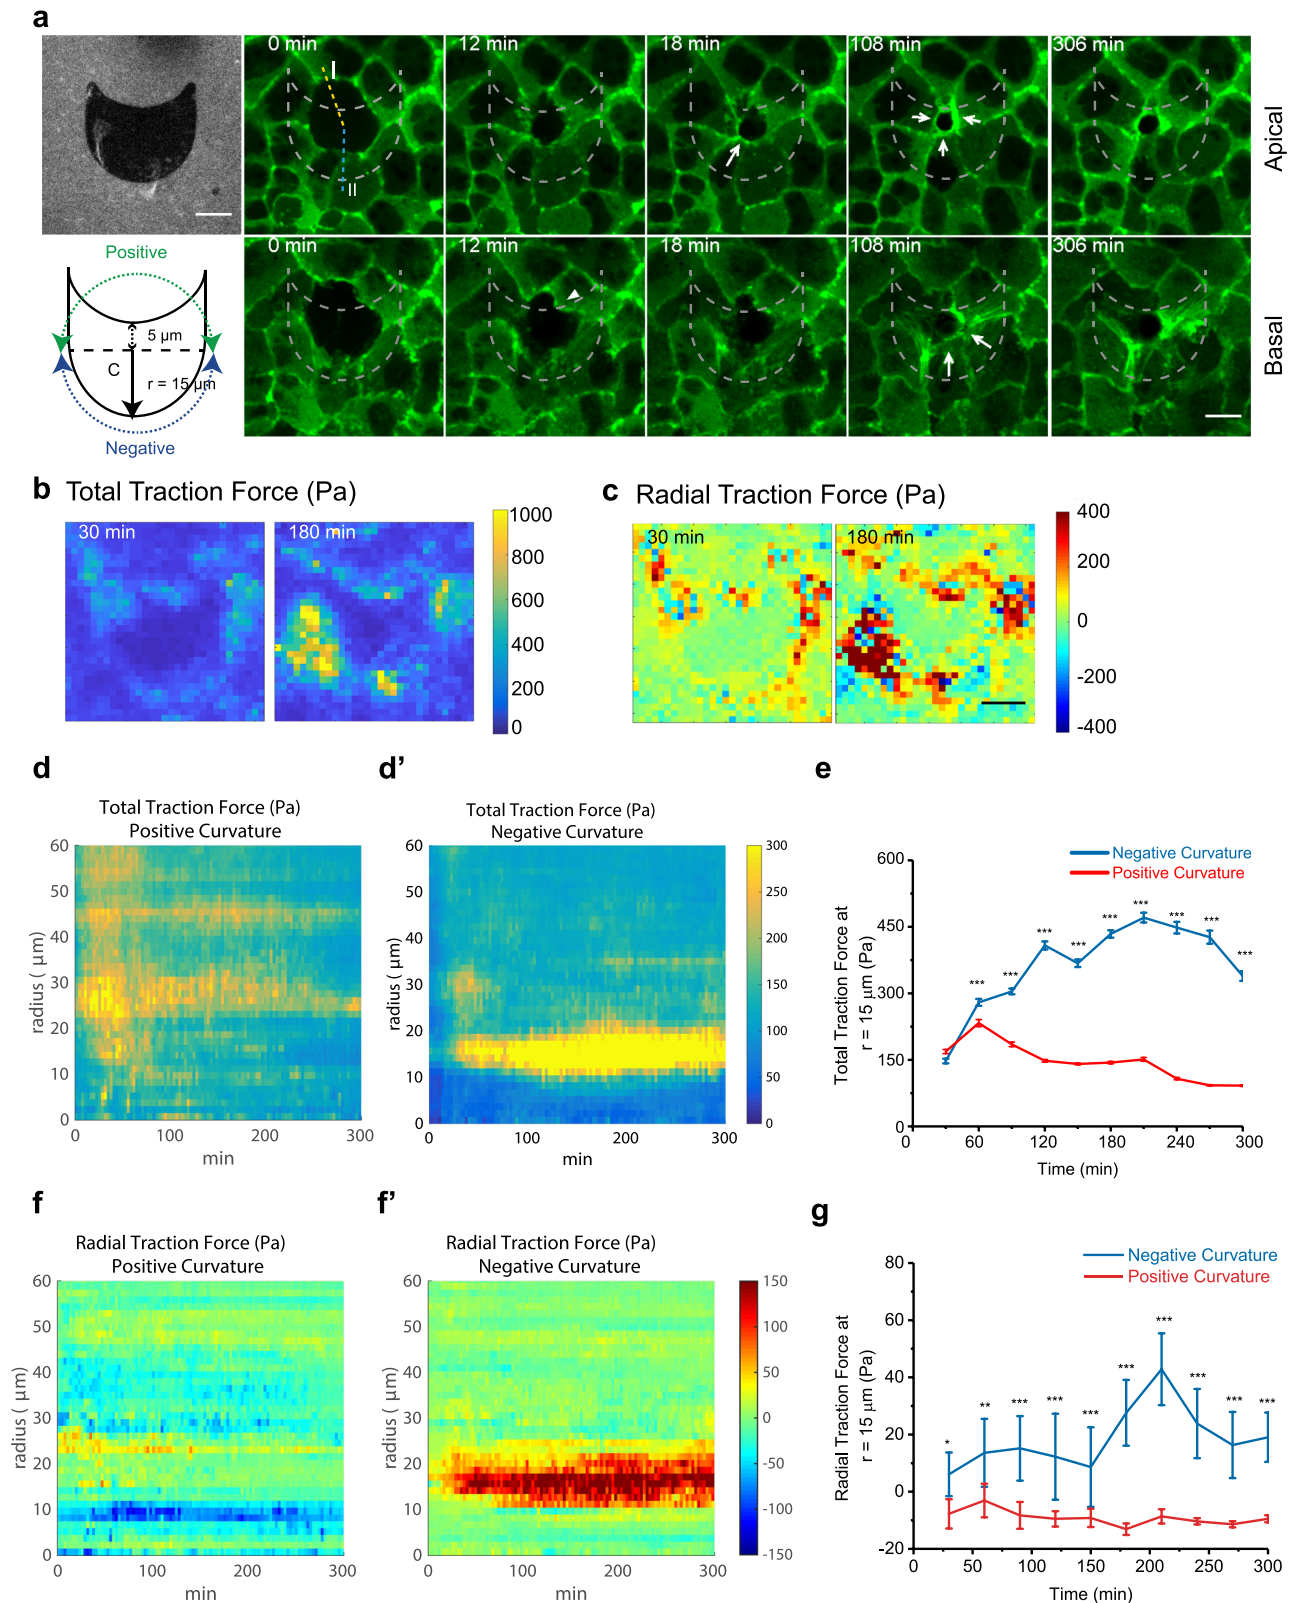 a
0 min
12 min
18 min
108 min
306 min
I
II
Apical
0 min
12 min
18 min
108 min
306 min
Basal
Positive
5 µm
C
r = 15 µm
Negative
b Total Traction Force (Pa)
30 min
180 min
1000
800
600
400
200
0
c Radial Traction Force (Pa)
30 min
180 min
400
200
0
-200
-400
d
Total Traction Force (Pa)
Positive Curvature
60
50
40
30
20
10
0
radius ( µm)
0 100 200 300
min
d’
Total Traction Force (Pa)
Negative Curvature
60
50
40
30
20
10
0
radius ( µm)
0 100 200 300
min
300
250
200
150
100
50
0
e
Negative Curvature
Positive Curvature
600
450
300
150
0
Total Traction Force at
r = 15 µm (Pa)
*** *** *** *** *** *** *** *** ***
0 60 120 180 240 300
Time (min)
f
Radial Traction Force (Pa)
Positive Curvature
60
50
40
30
20
10
0
radius ( µm)
0 100 200 300
min
f’
Radial Traction Force (Pa)
Negative Curvature
60
50
40
30
20
10
0
radius ( µm)
0 100 200 300
min
150
100
50
0
-50
-100
-150
g
Negative Curvature
Positive Curvature
80
60
40
20
0
-20
Radial Traction Force at
r = 15 µm (Pa)
* ** *** *** *** *** *** *** *** ***
0 50 100 150 200 250 300
Time (min)